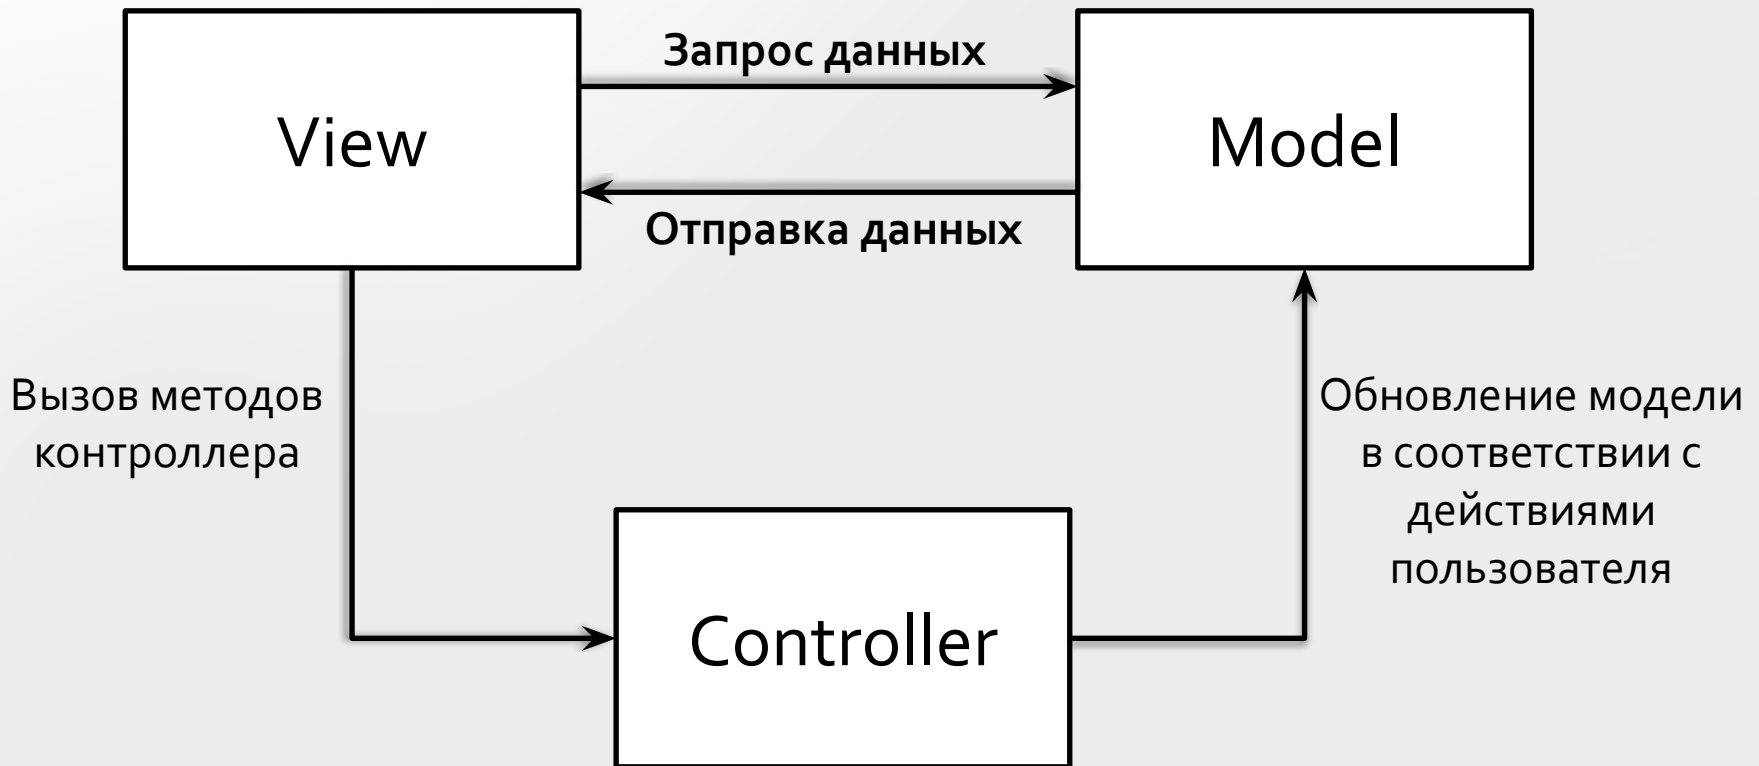 Запрос данных
View
Model
Отправка данных
Вызов методов
контроллера
Обновление модели
в соответствии с
действиями
пользователя
Controller